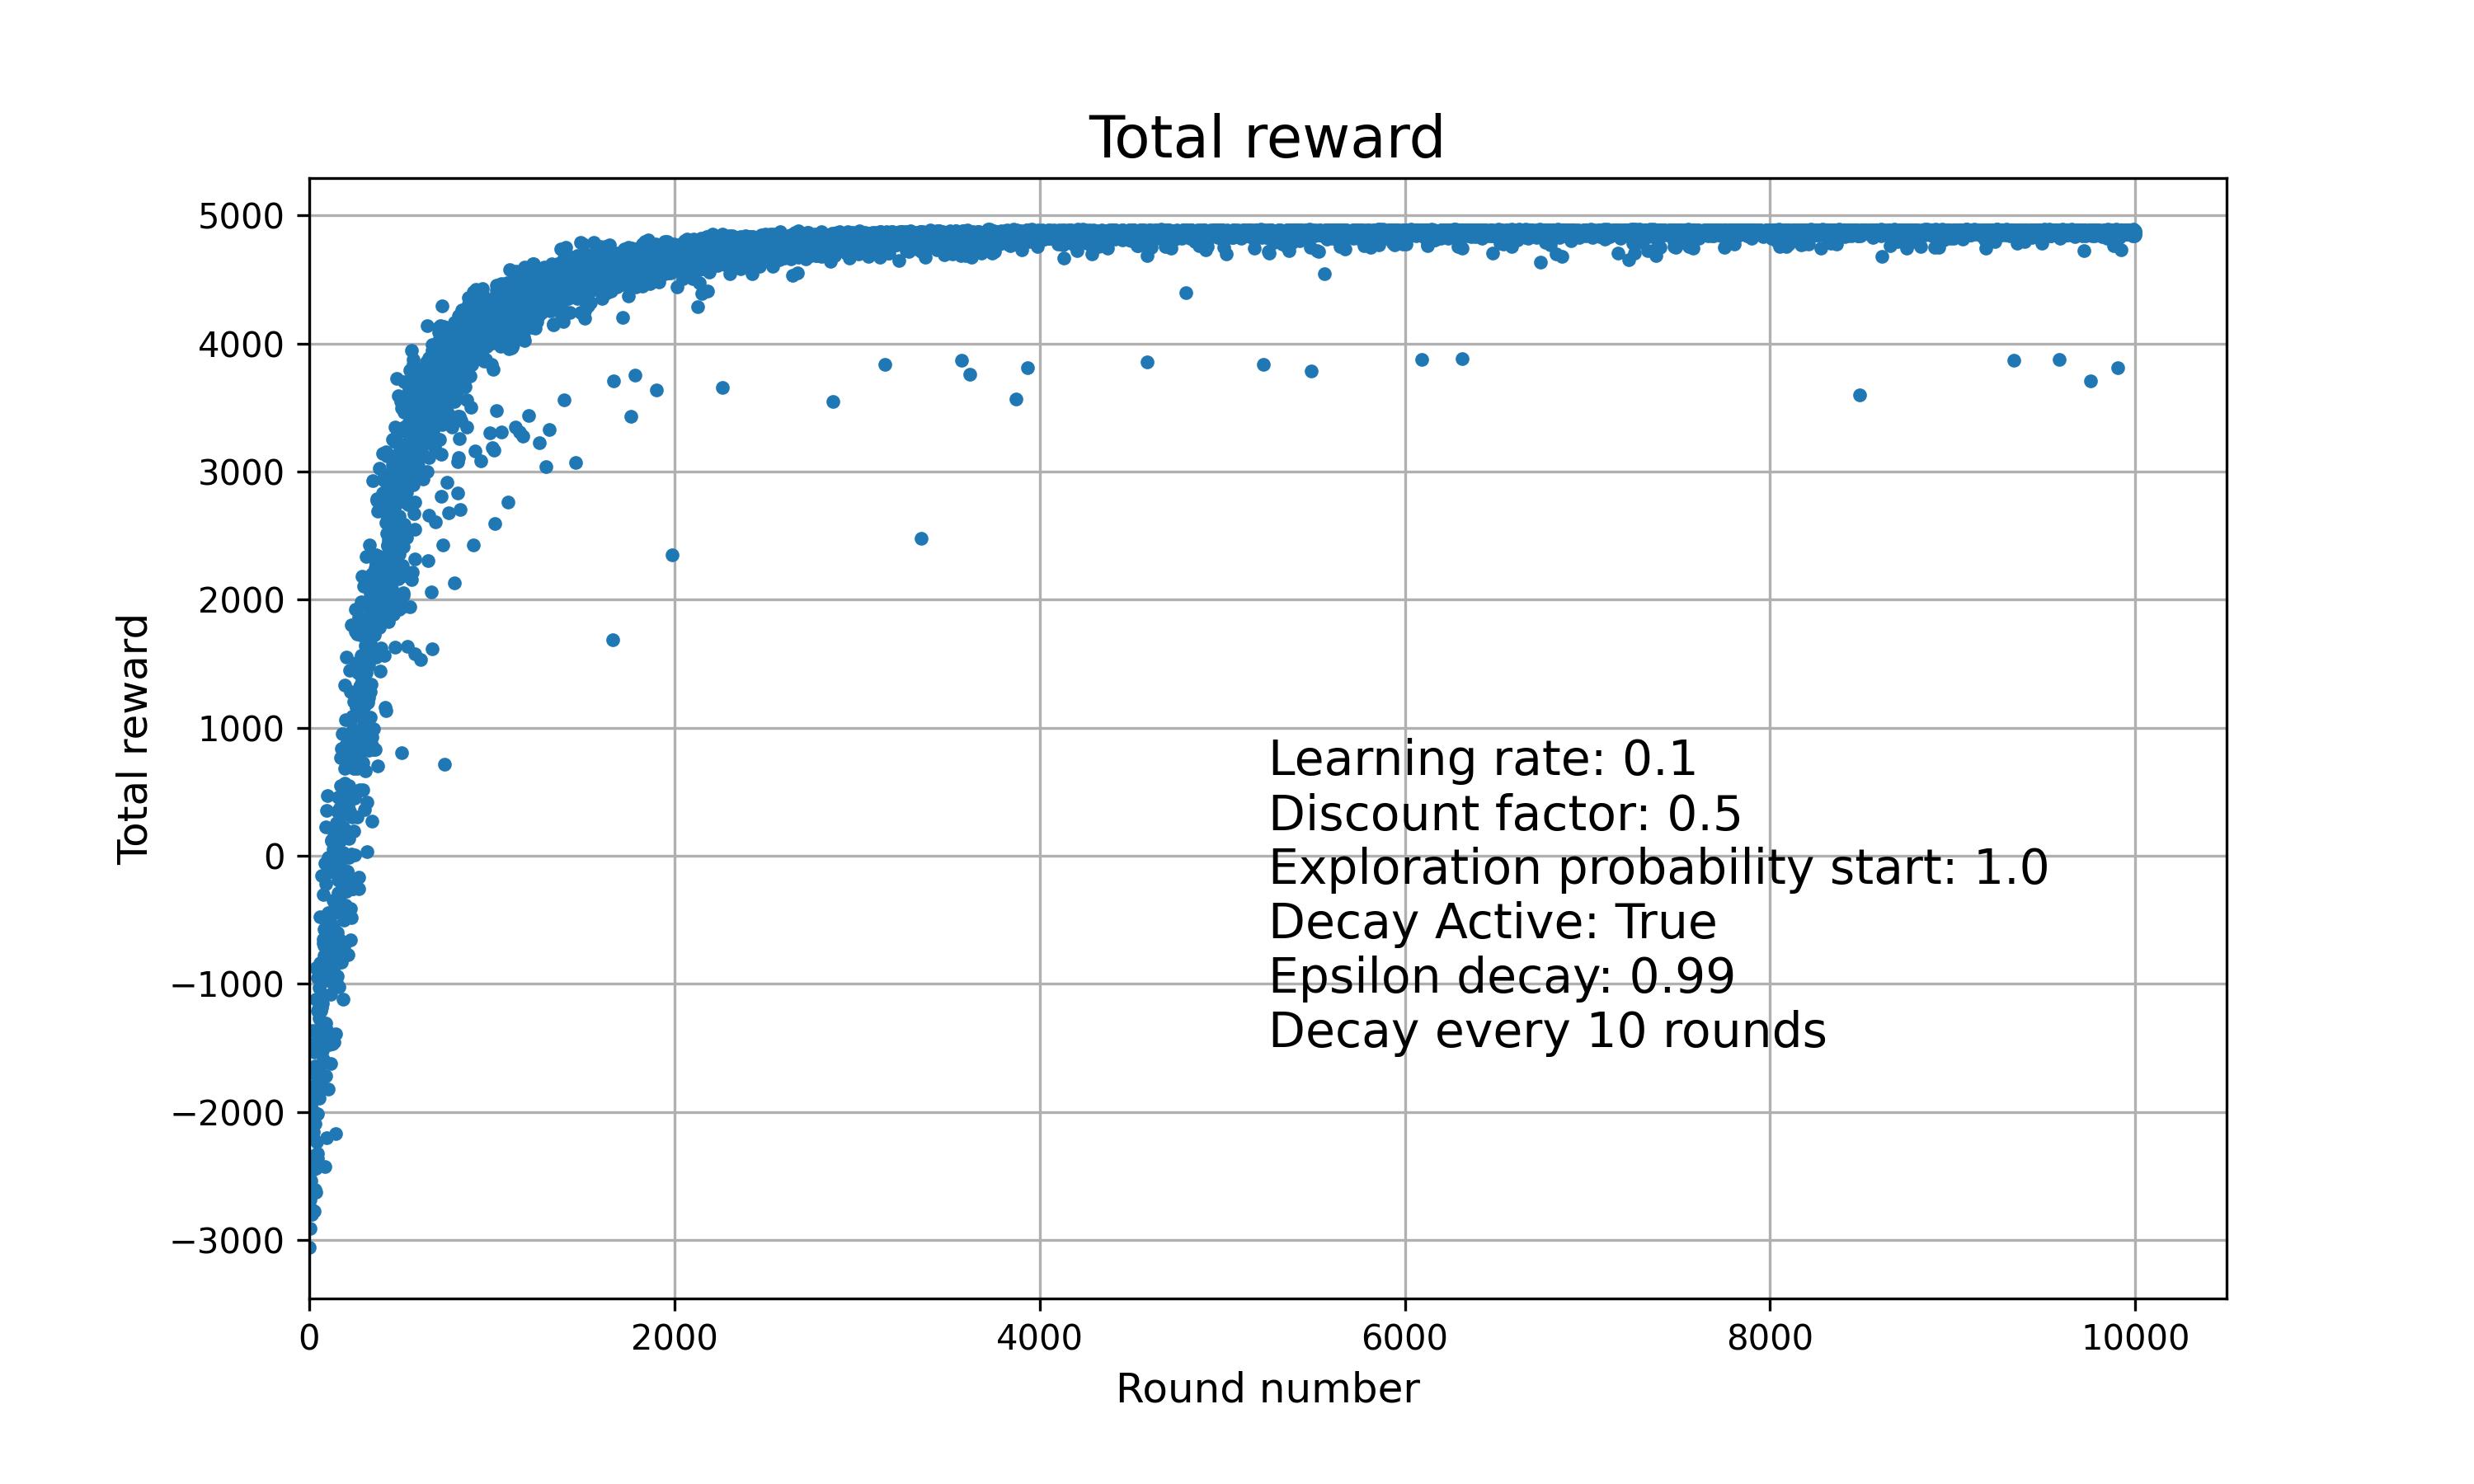 Total reward
5000
4000
3000
2000
1000
0
−1000
−2000
−3000
Total reward
Learning rate: 0.1
Discount factor: 0.5
Exploration probability start: 1.0
Decay Active: True
Epsilon decay: 0.99
Decay every 10 rounds
0 2000 4000 6000 8000 10000
Round number